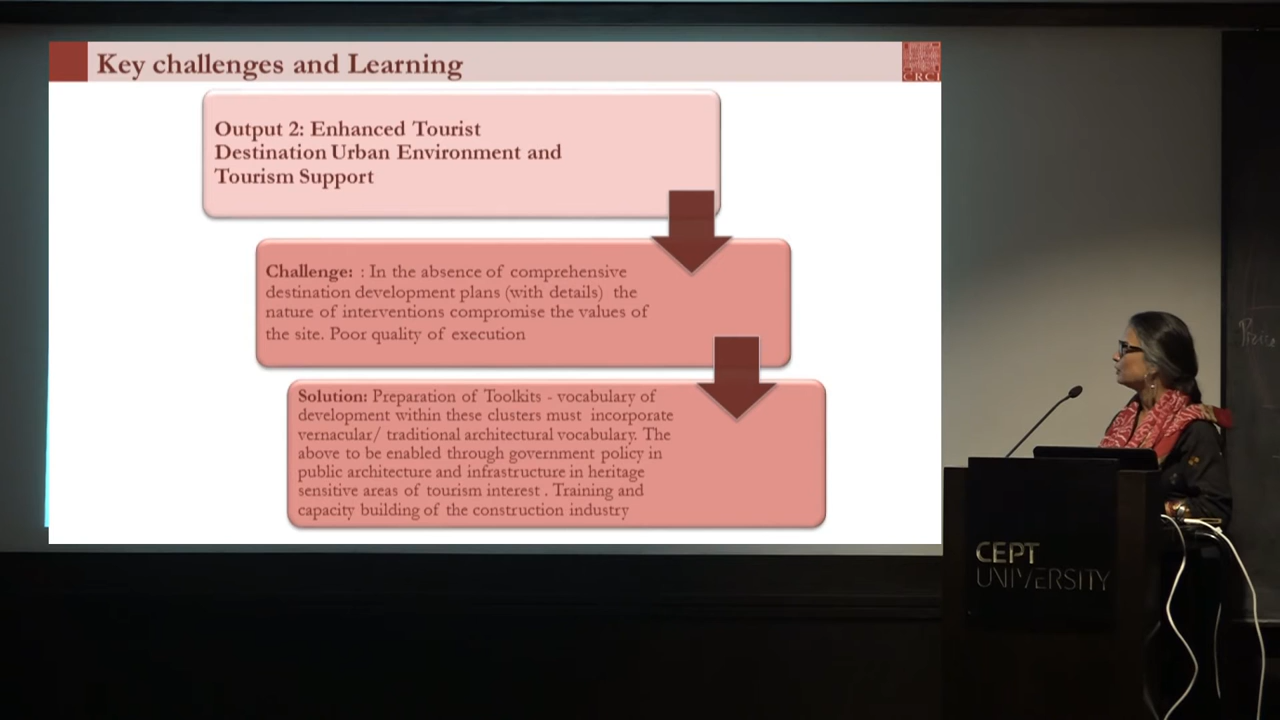 Key challenges and Learning
CRCI
Output 2: Enhanced Tourist
Destination Urban Environment and
Tourism Support
Challenge: : In the absence of comprehensive
destination development plans (with details) the
nature of interventions compromise the values of
the site. Poor quality of execution
Solution: Preparation of Toolkits - vocabulary of
development within these clusters must incorporate
vernacular/ traditional architectural vocabulary. The
above to be enabled through government policy in
public architecture and infrastructure in heritage
sensitive areas of tourism interest . Training and
capacity building of the construction industry
CEPT
UNIVERSITY